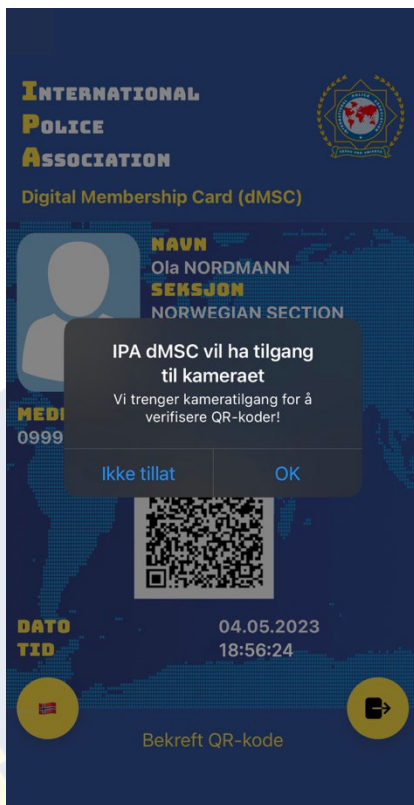 INTERNATIONAL
POLICE
ASSOCIATION
Digital Membership Card (dMSC)
NAVN
Ola NORDMANN
SEKSJON
NORWEGIAN SECTION
IPA dMSC vil ha tilgang
til kameraet
Vi trenger kameratilgang for å
verifisere QR-koder!
Ikke tillat
OK
0999
DATO
04.05.2023
TID
18:56:24
Bekreft QR-kode